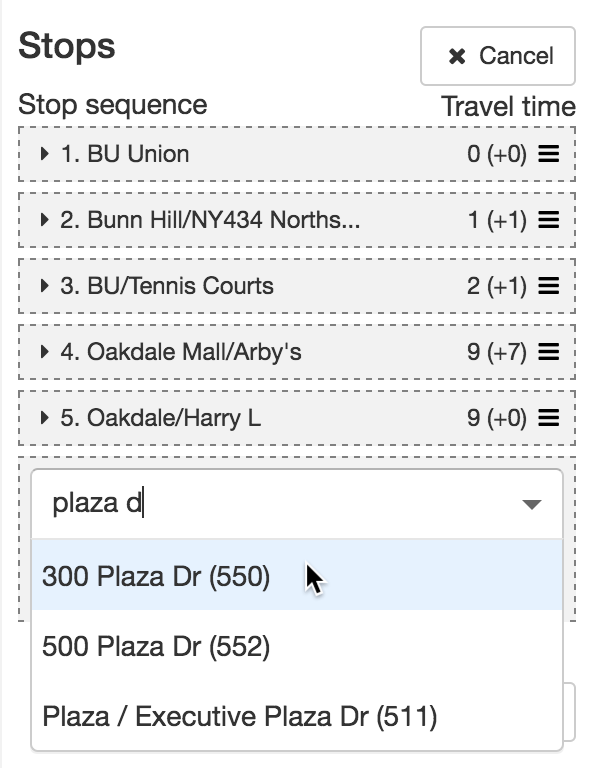 Stops
Cancel
Stop sequence Travel time
1. BU Union 0 (+0)
2. Bunn Hill/NY434 Norths... 1 (+1)
3. BU/Tennis Courts 2 (+1)
4. Oakdale Mall/Arby's 9 (+7)
5. Oakdale/Harry L 9 (+0)
plaza d
300 Plaza Dr (550)
500 Plaza Dr (552)
Plaza / Executive Plaza Dr (511)